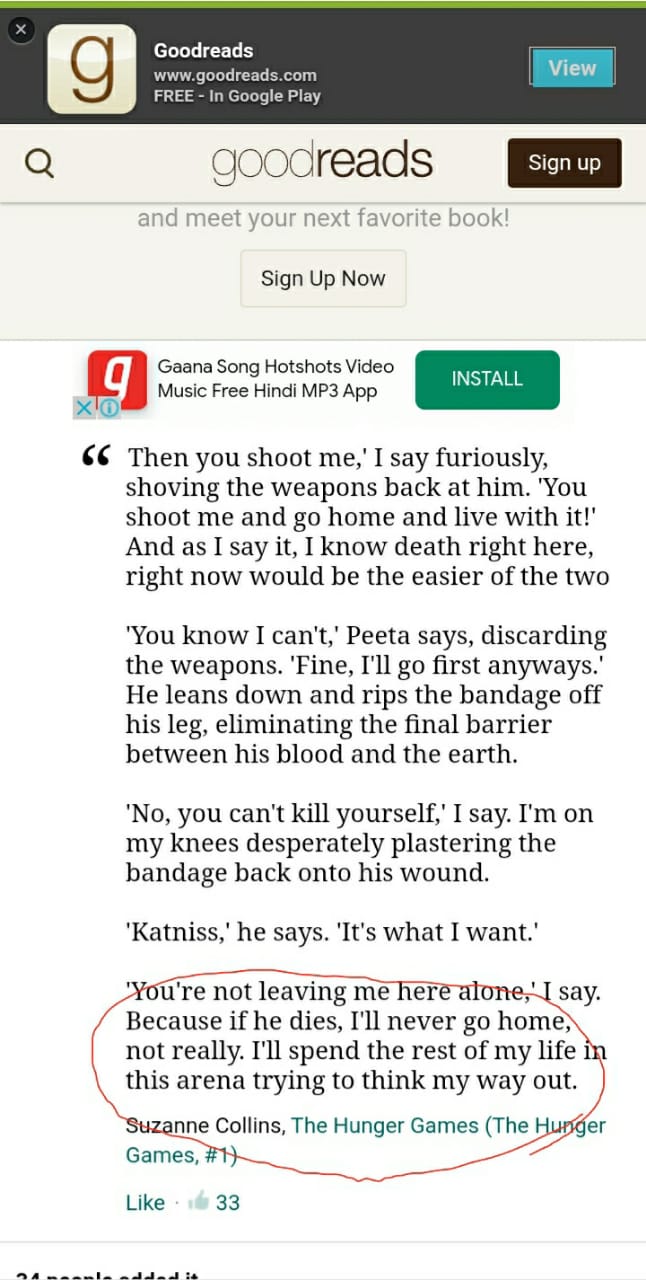 Goodreads
www.goodreads.com
FREE - In Google Play
View
goodreads
Sign up
and meet your next favorite book!
Sign Up Now
Gaana Song Hotshots Video
Music Free Hindi MP3 App
INSTALL
“ Then you shoot me,' I say furiously,
shoving the weapons back at him. 'You
shoot me and go home and live with it!'
And as I say it, I know death right here,
right now would be the easier of the two
'You know I can't,' Peeta says, discarding
the weapons. 'Fine, I'll go first anyways.'
He leans down and rips the bandage off
his leg, eliminating the final barrier
between his blood and the earth.
'No, you can't kill yourself,' I say. I'm on
my knees desperately plastering the
bandage back onto his wound.
'Katniss,' he says. 'It's what I want.'
'You're not leaving me here alone,' I say.
Because if he dies, I'll never go home,
not really. I'll spend the rest of my life in
this arena trying to think my way out.
Suzanne Collins, The Hunger Games (The Hunger
Games, #1)
Like · 33